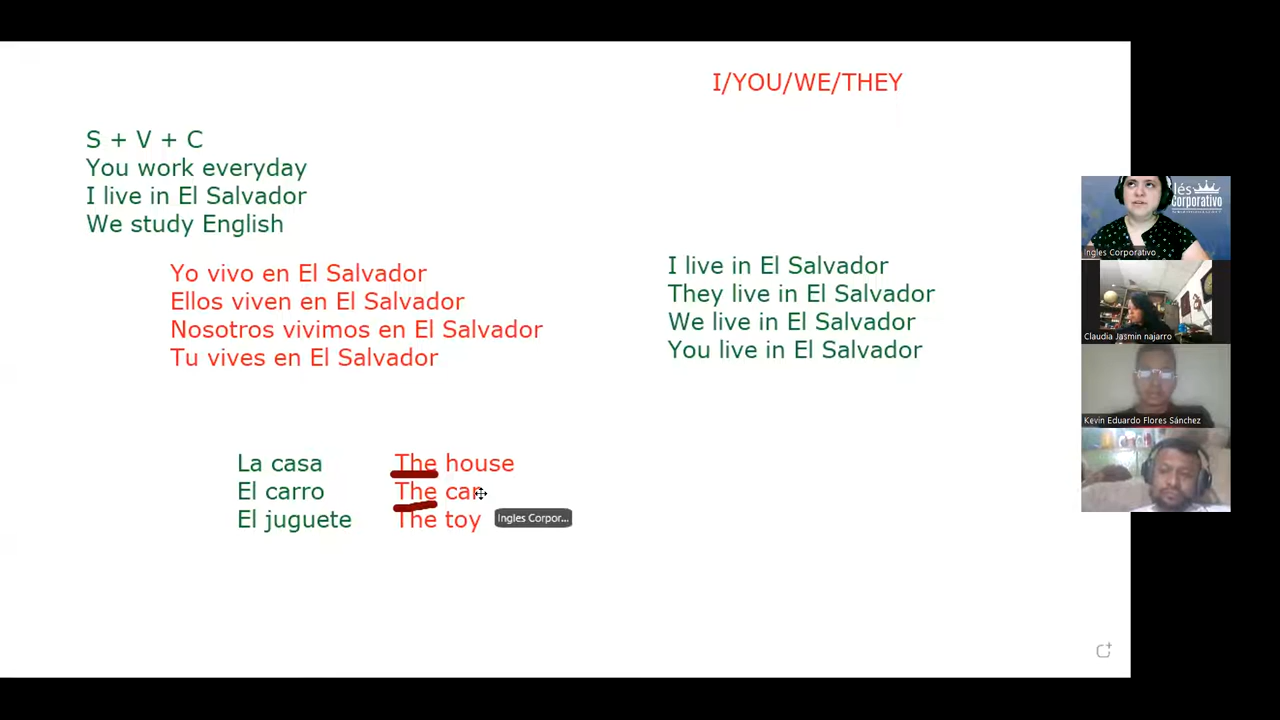 I/YOU/WE/THEY
S + V + C
You work everyday
I live in El Salvador
We study English
Yo vivo en El Salvador
Ellos viven en El Salvador
Nosotros vivimos en El Salvador
Tu vives en El Salvador
I live in El Salvador
They live in El Salvador
We live in El Salvador
You live in El Salvador
La casa The house
El carro The car
El juguete The toy
Ingles Corpor...
lés
Corporativo
Ingles Corporativo
Claudia Jasmin najarro
Kevin Eduardo Flores Sánchez